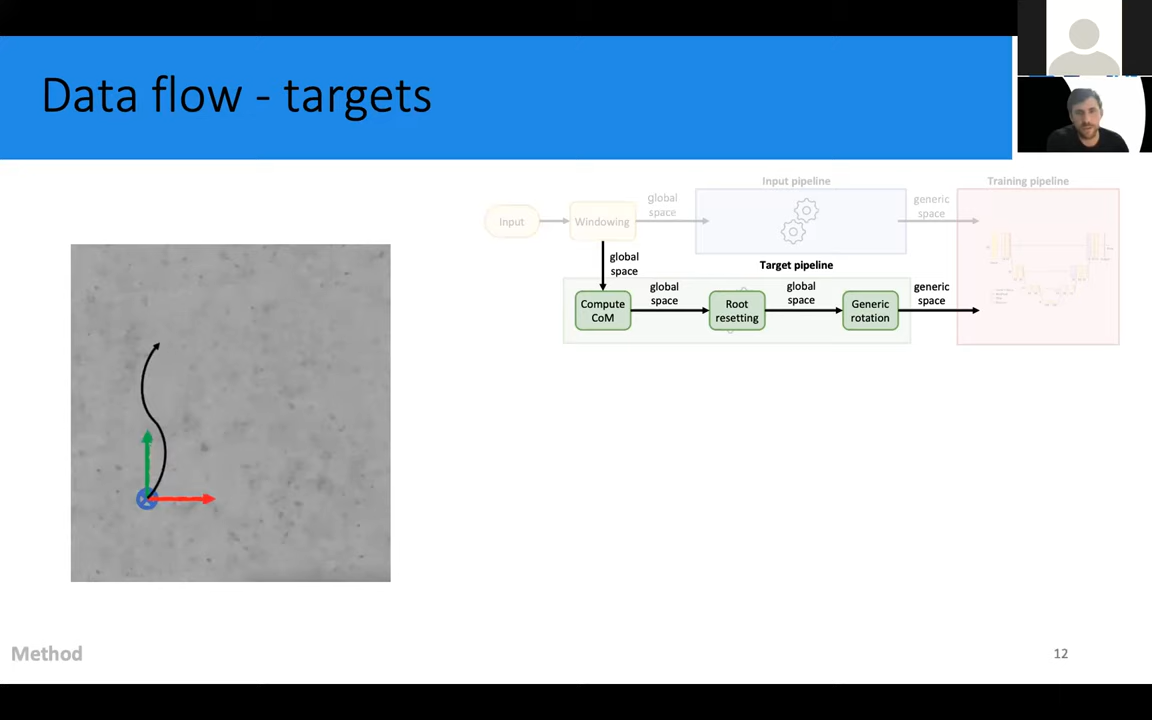 Data flow - targets
Input pipeline
Training pipeline
Input
Windowing
global
space
generic
space
global
space
Target pipeline
Compute
CoM
global
space
Root
resetting
global
space
Generic
rotation
generic
space
Method
12